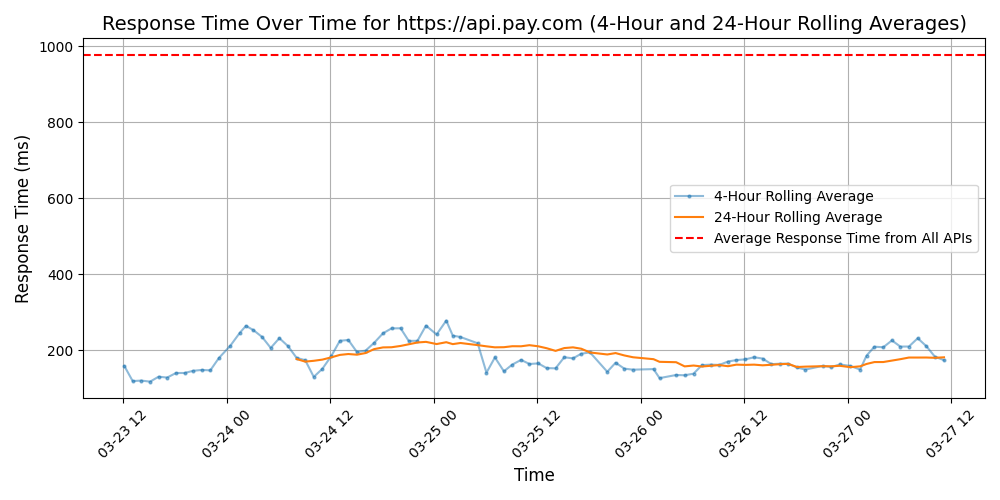 Response Time Over Time for https://api.pay.com (4-Hour and 24-Hour Rolling Averages)
Response Time (ms)
1000
800
600
400
200
4-Hour Rolling Average
24-Hour Rolling Average
Average Response Time from All APIs
03-23 12
03-24 00
03-24 12
03-25 00
03-25 12
03-26 00
03-26 12
03-27 00
03-27 12
Time